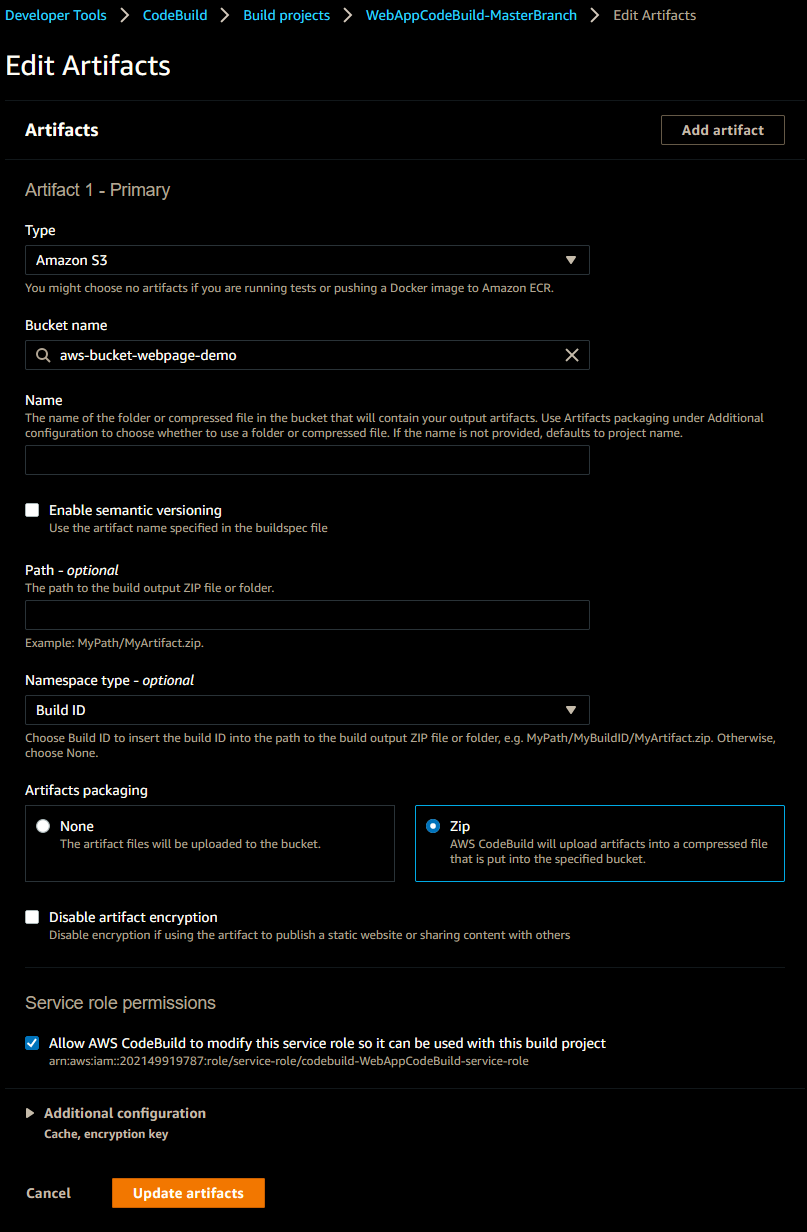 Developer Tools > CodeBuild > Build projects > WebAppCodeBuild-MasterBranch > Edit Artifacts
Edit Artifacts
Artifacts
Add artifact
Artifact 1 - Primary
Type
Amazon S3
You might choose no artifacts if you are running tests or pushing a Docker image to Amazon ECR.
Bucket name
aws-bucket-webpage-demo
Name
The name of the folder or compressed file in the bucket that will contain your output artifacts. Use Artifacts packaging under Additional
configuration to choose whether to use a folder or compressed file. If the name is not provided, defaults to project name.
Enable semantic versioning
Use the artifact name specified in the buildspec file
Path - optional
The path to the build output ZIP file or folder.
Example: MyPath/MyArtifact.zip.
Namespace type - optional
Build ID
Choose Build ID to insert the build ID into the path to the build output ZIP file or folder, e.g. MyPath/MyBuildID/MyArtifact.zip. Otherwise,
choose None.
Artifacts packaging
None
The artifact files will be uploaded to the bucket.
Zip
AWS CodeBuild will upload artifacts into a compressed file
that is put into the specified bucket.
Disable artifact encryption
Disable encryption if using the artifact to publish a static website or sharing content with others
Service role permissions
Allow AWS CodeBuild to modify this service role so it can be used with this build project
arn:aws:iam::202149919787:role/service-role/codebuild-WebAppCodeBuild-service-role
Additional configuration
Cache, encryption key
Cancel
Update artifacts